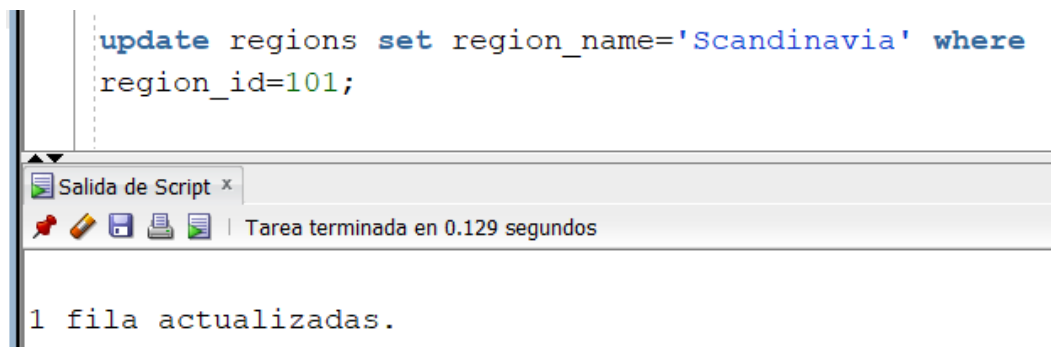 update regions set region_name='Scandinavia' where
region_id=101;
Salida de Script x
Tarea terminada en 0.129 segundos
1 fila actualizadas.